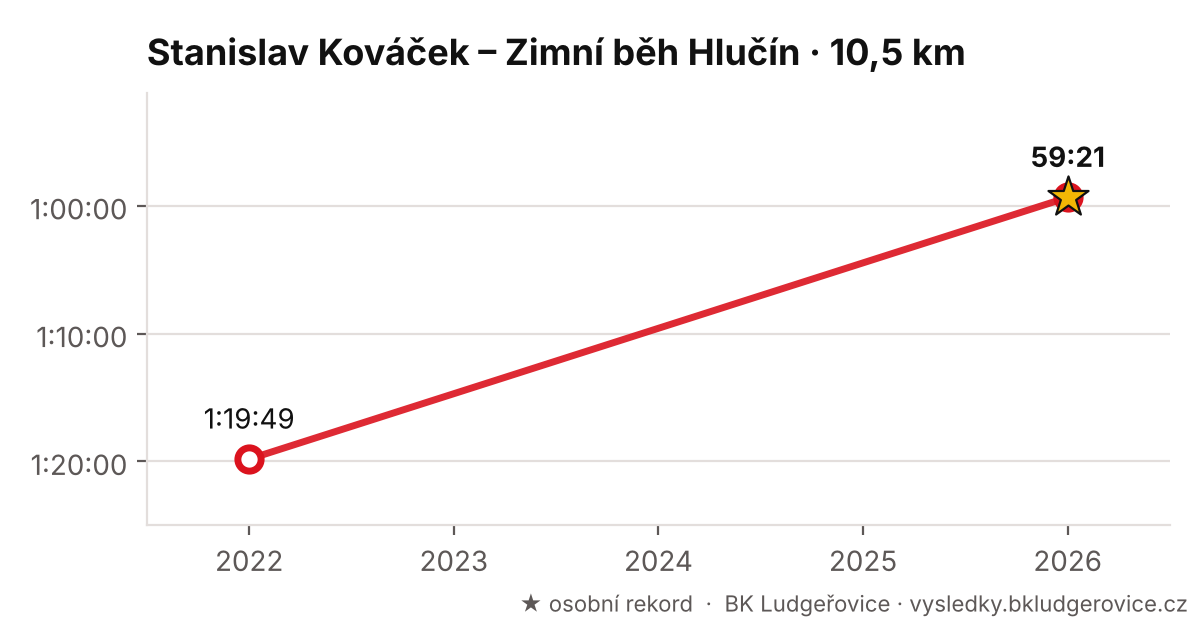 Stanislav Kováček – Zimní běh Hlučín · 10,5 km
59:21
1:00:00
1:10:00
1:19:49
1:20:00
2022 2023 2024 2025 2026
★ osobní rekord · BK Ludgeřovice · vysledky.bkludgerovice.cz